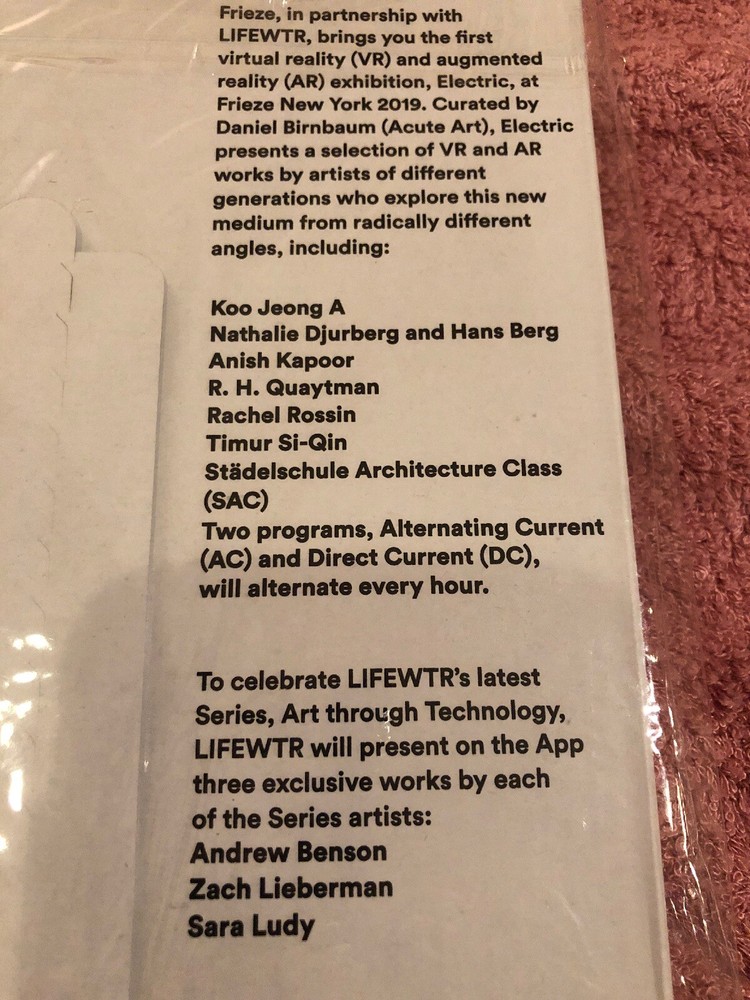 Frieze, in partnership with
LIFEWTR, brings you the first
virtual reality (VR) and augmented
reality (AR) exhibition, Electric, at
Frieze New York 2019. Curated by
Daniel Birnbaum (Acute Art), Electric
presents a selection of VR and AR
works by artists of different
generations who explore this new
medium from radically different
angles, including:
Koo Jeong A
Nathalie Djurberg and Hans Berg
Anish Kapoor
R. H. Quaytman
Rachel Rossin
Timur Si-Qin
Städelschule Architecture Class
(SAC)
Two programs, Alternating Current
(AC) and Direct Current (DC),
will alternate every hour.
To celebrate LIFEWTR's latest
Series, Art through Technology,
LIFEWTR will present on the App
three exclusive works by each
of the Series artists:
Andrew Benson
Zach Lieberman
Sara Ludy